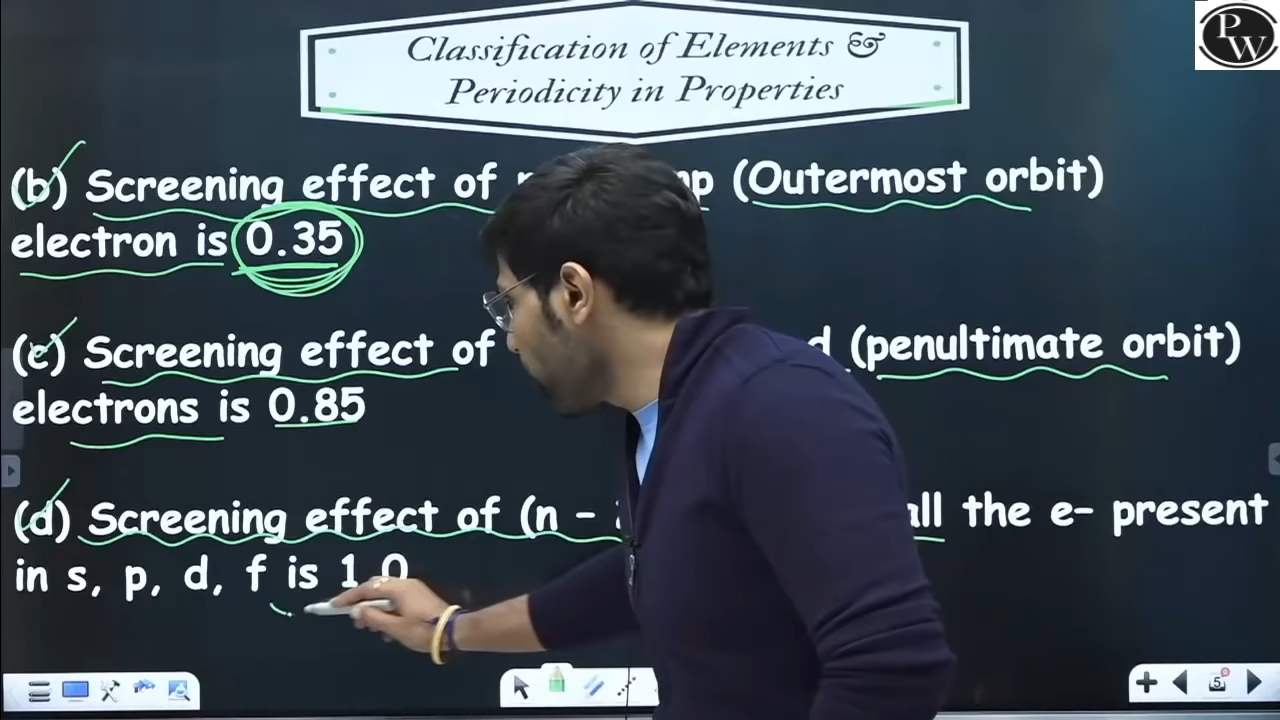 Classification of Elements &
Periodicity in Properties
PW
(b) Screening effect of (Outermost orbit)
electron is 0.35
(c) Screening effect of (penultimate orbit)
electrons is 0.85
(d) Screening effect of (n - all the e- present
in s, p, d, f is 1.0
5